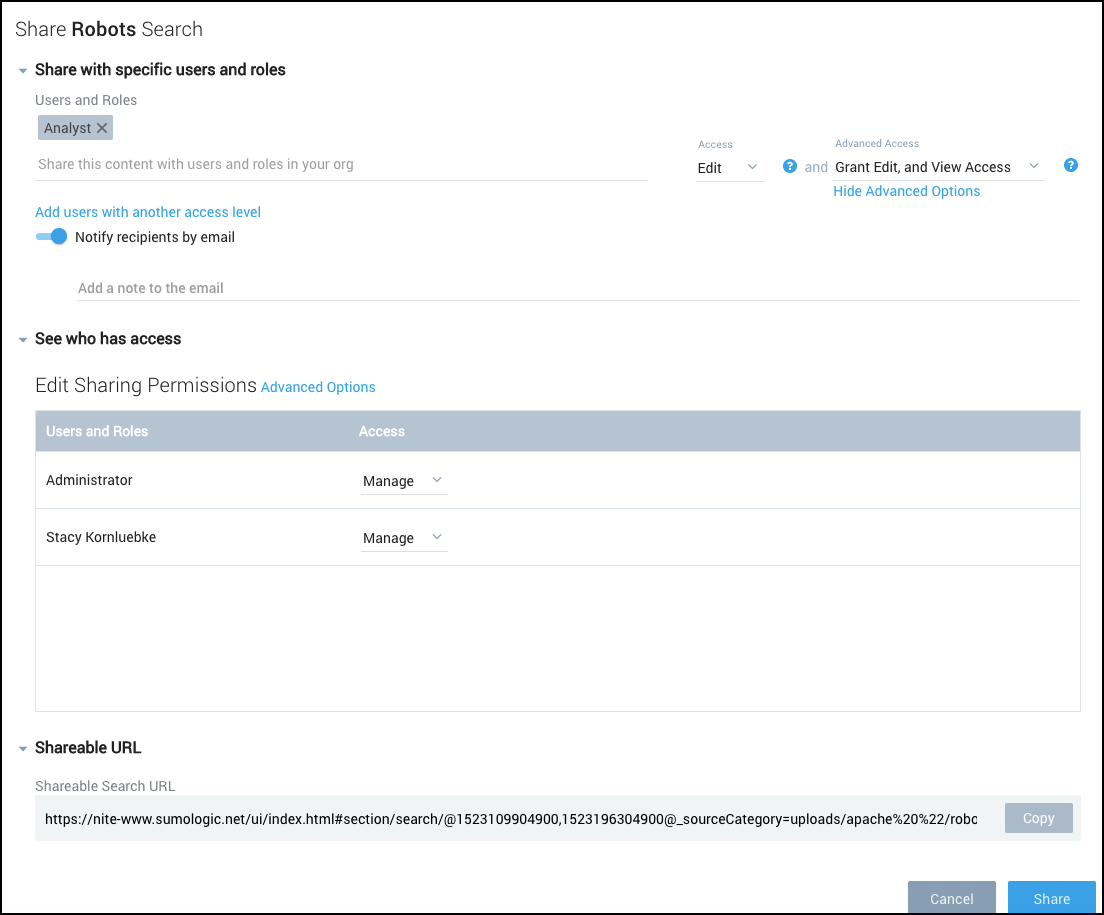 Share Robots Search
Share with specific users and roles
Users and Roles
Analyst
Share this content with users and roles in your org
Access
Edit
? and
Advanced Access
Grant Edit, and View Access
?
Hide Advanced Options
Add users with another access level
Notify recipients by email
Add a note to the email
See who has access
Edit Sharing Permissions Advanced Options
Users and Roles Access
Administrator Manage
Stacy Kornluebke Manage
Shareable URL
Shareable Search URL
https://nite-www.sumologic.net/ui/index.html#section/search/@1523109904900,1523196304900@_sourceCategory=uploads/apache%20%22/robo
Copy
Cancel Share